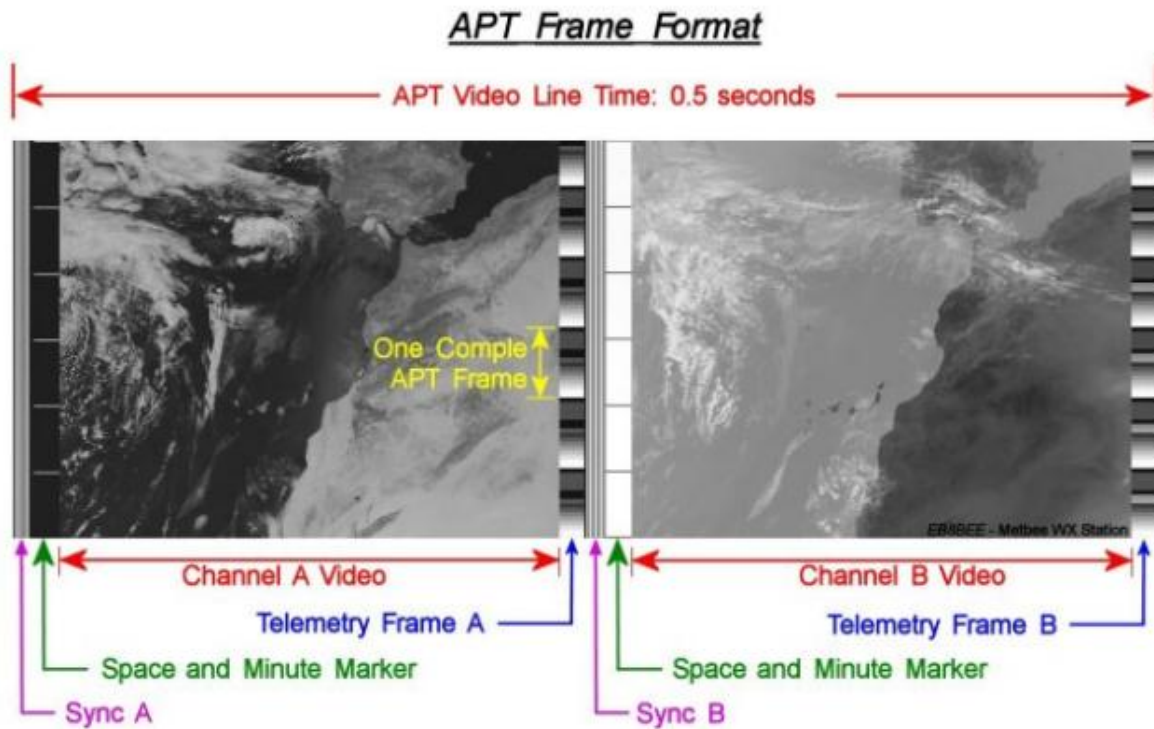 APT Frame Format
APT Video Line Time: 0.5 seconds
One Comple
APT Frame
Metbee WX Station
Channel A Video
Channel B Video
Telemetry Frame A
Telemetry Frame B
Space and Minute Marker
Space and Minute Marker
Sync A
Sync B